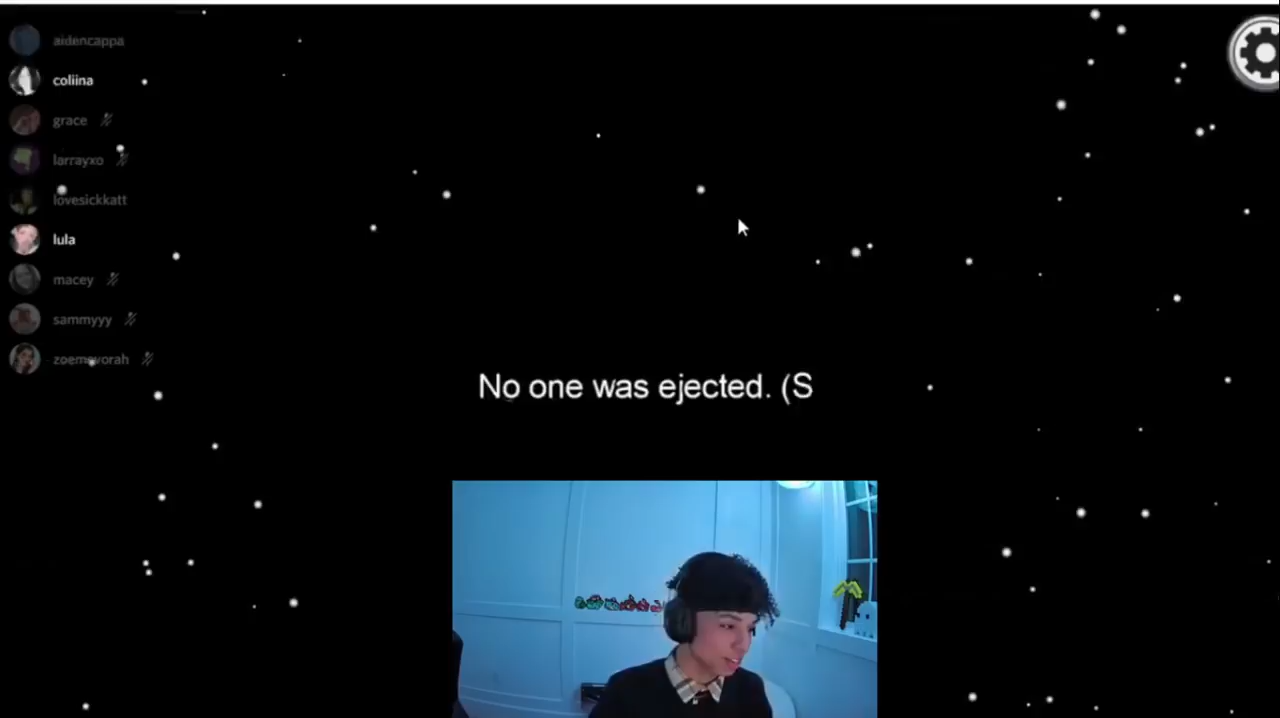 aidencappa
coliina
grace
larrayxo
lovesickkatt
lula
macey
sammyyy
No one was ejected. (S